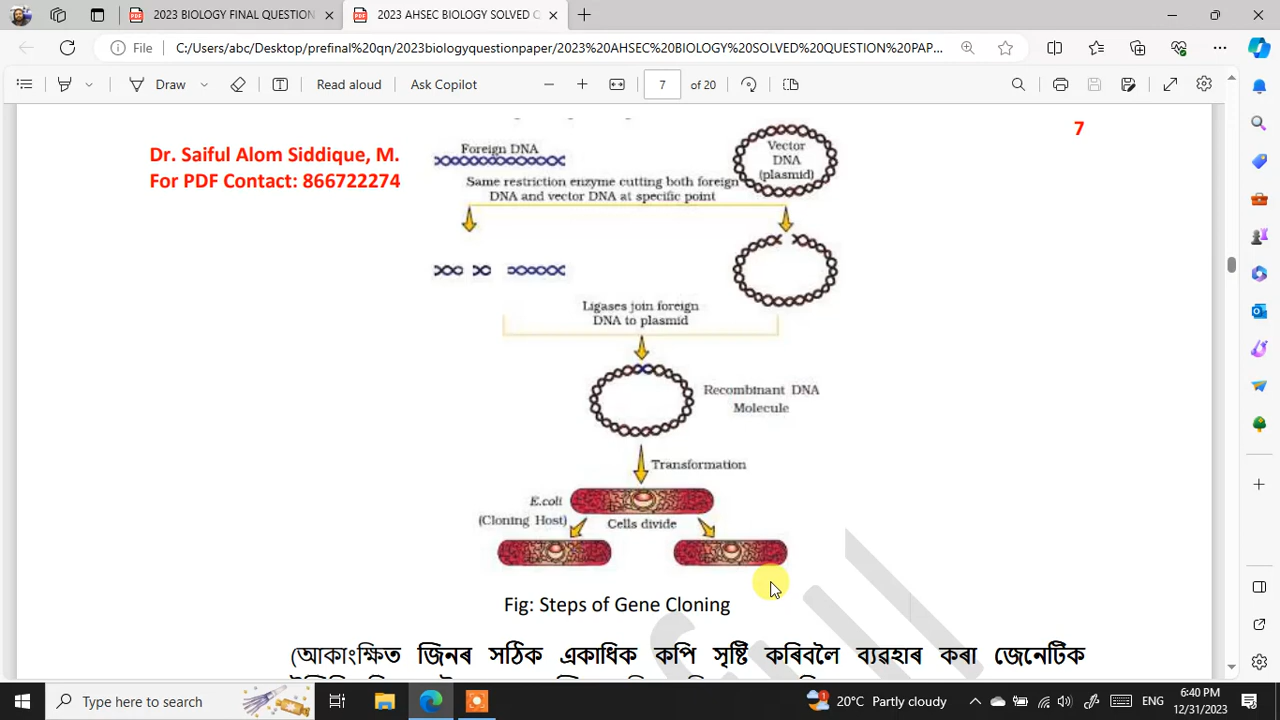 2023 BIOLOGY FINAL QUESTION
2023 AHSEC BIOLOGY SOLVED Q
File
C:/Users/abc/Desktop/prefinal%20qn/2023biologyquestionpaper/2023%20AHSEC%20BIOLOGY%20SOLVED%20QUESTION%20PAP...
Draw
Read aloud
Ask Copilot
7
of 20
7
Dr. Saiful Alom Siddique, M.
For PDF Contact: 866722274
Foreign DNA
Vector
DNA
(plasmid)
Same restriction enzyme cutting both foreign
DNA and vector DNA at specific point
Ligases join foreign
DNA to plasmid
Recombinant DNA
Molecule
Transformation
E.coli
(Cloning Host)
Cells divide
Fig: Steps of Gene Cloning
(আকাংক্ষিত জিনৰ সঠিক একাধিক কপি সৃষ্টি কৰিবলৈ ব্যৱহাৰ কৰা জেনেটিক
Type here to search
1
20°C Partly cloudy
ENG
6:40 PM
12/31/2023